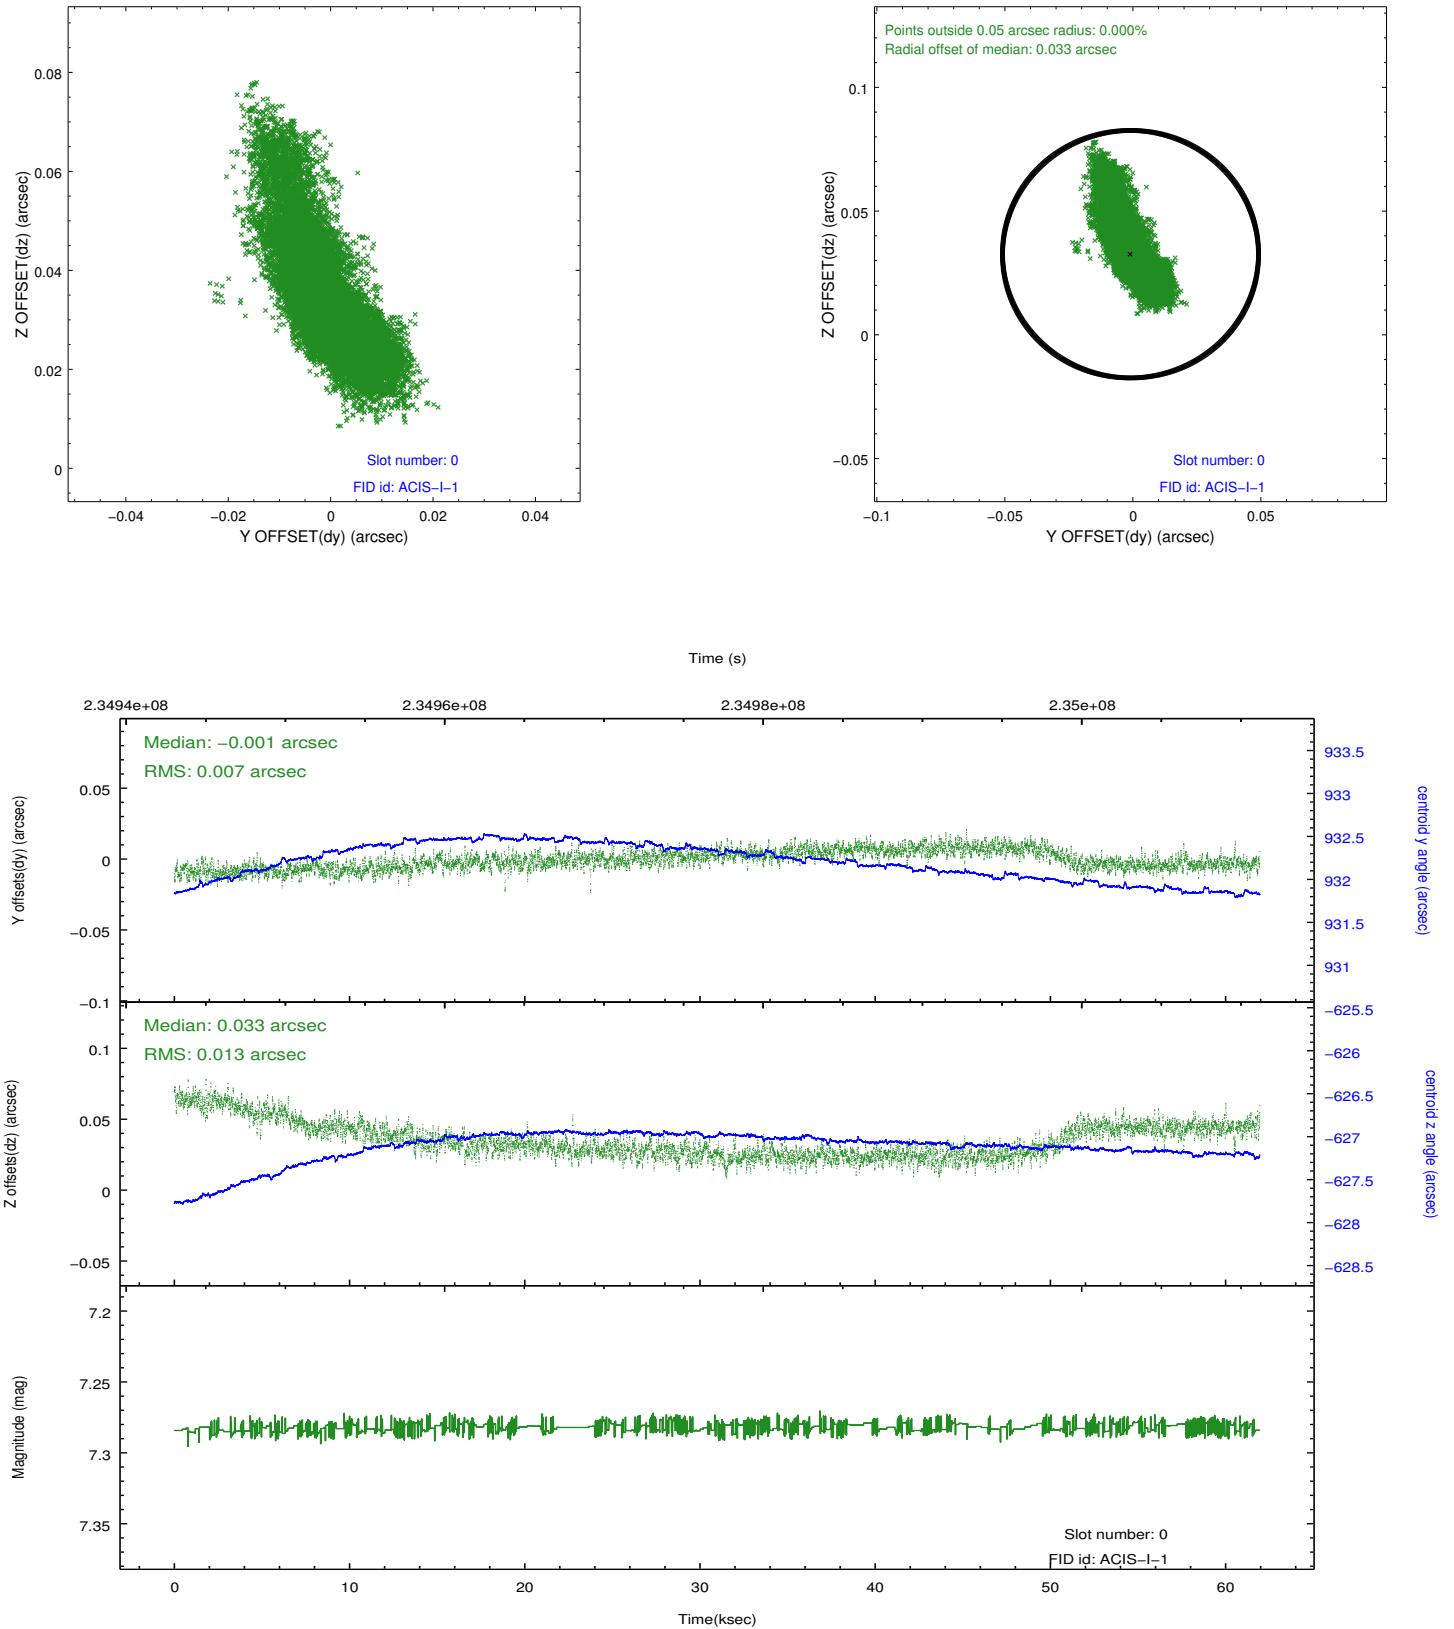 0.08
0.06
0.04
0.02
0
Z OFFSET(dz) (arcsec)
Slot number: 0
FID id: ACIS−I−1
−0.04
−0.02
0
0.02
0.04
Y OFFSET(dy) (arcsec)
Points outside 0.05 arcsec radius: 0.000%
Radial offset of median: 0.033 arcsec
0.1
0.05
0
−0.05
Z OFFSET(dz) (arcsec)
Slot number: 0
FID id: ACIS−I−1
−0.1
−0.05
0
0.05
Y OFFSET(dy) (arcsec)
Time (s)
2.3494e+08
2.3496e+08
2.3498e+08
2.35e+08
Median: −0.001 arcsec
RMS: 0.007 arcsec
0.05
0
−0.05
−0.1
Y offsets(dy) (arcsec)
933.5
933
932.5
932
931.5
931
centroid y angle (arcsec)
Median: 0.033 arcsec
RMS: 0.013 arcsec
0.1
0.05
0
−0.05
Z offsets(dz) (arcsec)
−625.5
−626
−626.5
−627
−627.5
−628
−628.5
centroid z angle (arcsec)
7.2
7.25
7.3
7.35
Magnitude (mag)
Slot number: 0
FID id: ACIS−I−1
0
10
20
30
40
50
60
Time(ksec)